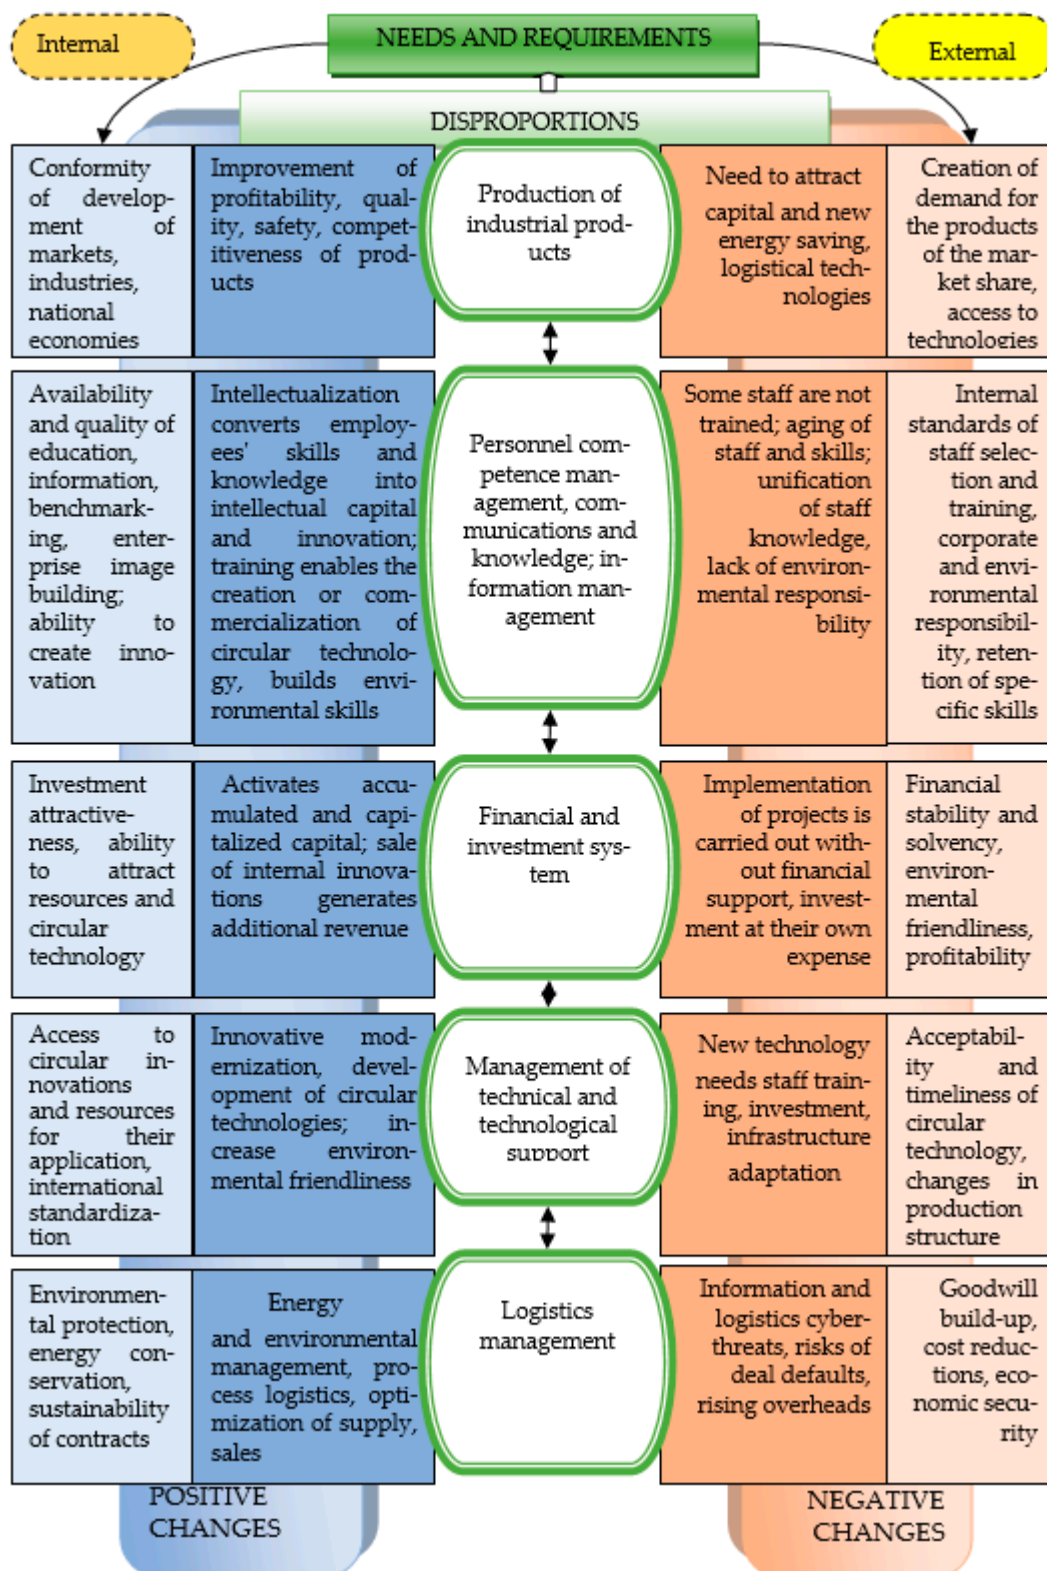 Internal
NEEDS AND REQUIREMENTS
External
DISPROPORTIONS
Conformity
of develop-
ment of
markets,
industries,
national
economies
Improvement of
profitability, qual-
ity, safety, compet-
itiveness of prod-
ucts
Production of
industrial prod-
ucts
Need to attract
capital and new
energy saving,
logistical tech-
nologies
Creation of
demand for
the products
of the mar-
ket share,
access to
technologies
Availability
and quality of
education,
information,
benchmark-
ing, enter-
prise image
building;
ability to
create inno-
vation
Intellectualization
converts employ-
ees' skills and
knowledge into
intellectual capital
and innovation;
training enables the
creation or com-
mercialization of
circular technolo-
gy, builds envi-
ronmental skills
Personnel com-
petence man-
agement, com-
munications and
knowledge; in-
formation man-
agement
Some staff are not
trained; aging of
staff and skills;
unification
of staff
knowledge,
lack of environ-
mental responsi-
bility
Internal
standards of
staff selec-
tion and
training,
corporate
and envi-
ronmental
responsibil-
ity, reten-
tion of spe-
cific skills
Investment
attractive-
ness, ability
to attract
resources and
circular
technology
Activates accu-
mulated and capi-
talized capital; sale
of internal innova-
tions generates
additional revenue
Financial and
investment sys-
tem
Implementation
of projects is
carried out with-
out financial
support, invest-
ment at their own
expense
Financial
stability and
solvency,
environ-
mental
friendliness,
profitability
Access to
circular in-
novations
and resources
for their
application,
international
standardiza-
tion
Innovative mod-
ernization, devel-
opment of circular
technologies; in-
crease environ-
mental friendliness
Management of
technical and
technological
support
New technology
needs staff train-
ing, investment,
infrastructure
adaptation
Acceptabil-
ity and
timeliness of
circular
technology,
changes in
production
structure
Environmen-
tal protection,
energy con-
servation,
sustainability
of contracts
Energy
and environmental
management, pro-
cess logistics, opti-
mization of supply,
sales
Logistics
management
Information and
logistics cyber-
threats, risks of
deal defaults,
rising overheads
Goodwill
build-up,
cost reduc-
tions, eco-
nomic secu-
rity
POSITIVE
CHANGES
NEGATIVE
CHANGES